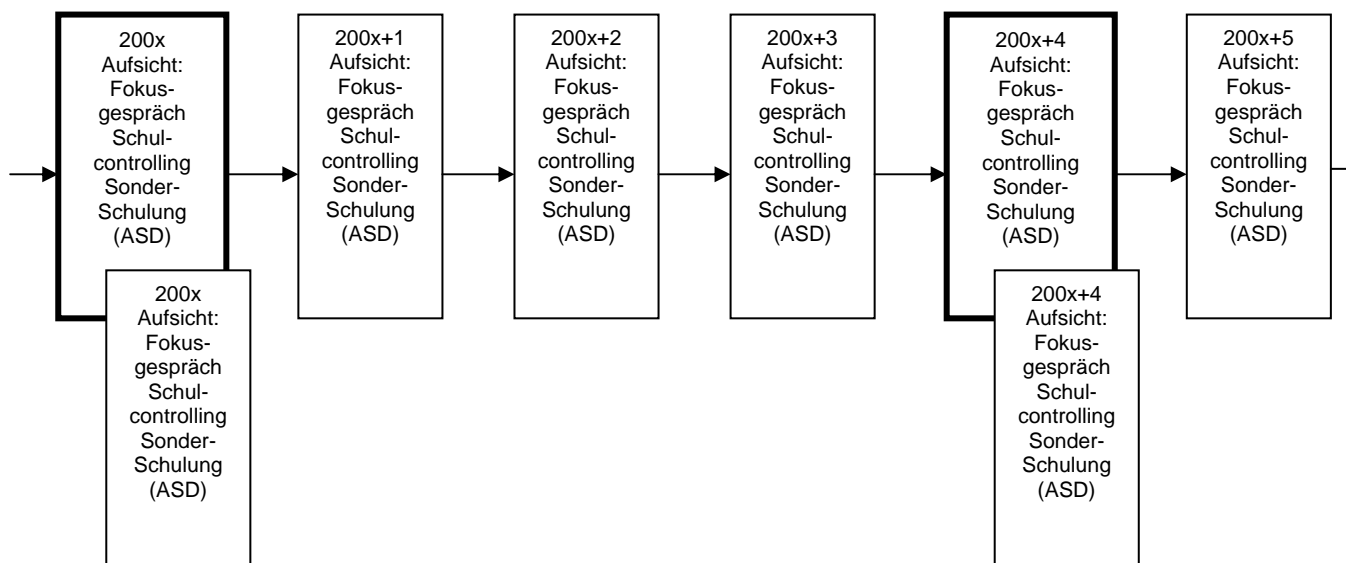 200x
Aufsicht:
Fokus-
gespräch
Schul-
controlling
Sonder-
Schulung
(ASD)
200x+1
Aufsicht:
Fokus-
gespräch
Schul-
controlling
Sonder-
Schulung
(ASD)
200x+2
Aufsicht:
Fokus-
gespräch
Schul-
controlling
Sonder-
Schulung
(ASD)
200x+3
Aufsicht:
Fokus-
gespräch
Schul-
controlling
Sonder-
Schulung
(ASD)
200x+4
Aufsicht:
Fokus-
gespräch
Schul-
controlling
Sonder-
Schulung
(ASD)
200x+5
Aufsicht:
Fokus-
gespräch
Schul-
controlling
Sonder-
Schulung
(ASD)
200x
Aufsicht:
Fokus-
gespräch
Schul-
controlling
Sonder-
Schulung
(ASD)
200x+4
Aufsicht:
Fokus-
gespräch
Schul-
controlling
Sonder-
Schulung
(ASD)